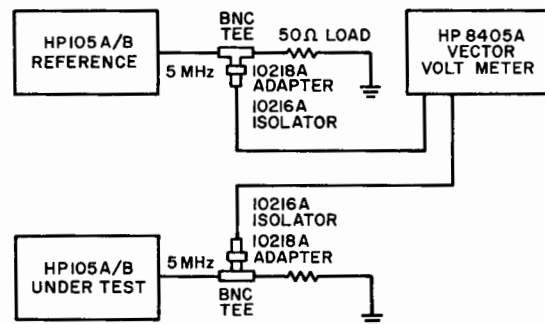 HP105A/B
REFERENCE
5 MHz
BNC
TEE
50Ω LOAD
10218A
ADAPTER
10216A
ISOLATOR
HP 8405A
VECTOR
VOLT METER
10216A
ISOLATOR
10218A
ADAPTER
HP105A/B
UNDER TEST
5 MHz
BNC
TEE